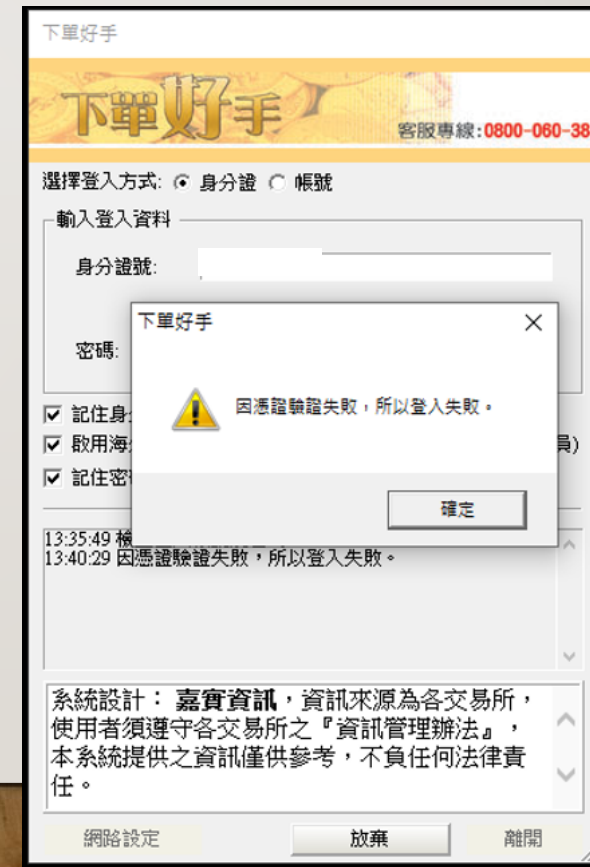 下單好手
下單好手
客服專線:0800-060-38
選擇登入方式: 身分證 帳號
輸入登入資料
身分證號:
下單好手
密碼:
因憑證驗證失敗,所以登入失敗。
記住身
啟用海
員)
記住密
確定
13:35:49 檢
13:40:29 因憑證驗證失敗,所以登入失敗。
系統設計: 嘉實資訊,資訊來源為各交易所,
使用者須遵守各交易所之『資訊管理辦法』,
本系統提供之資訊僅供參考,不負任何法律責
任。
網路設定 放棄 離開